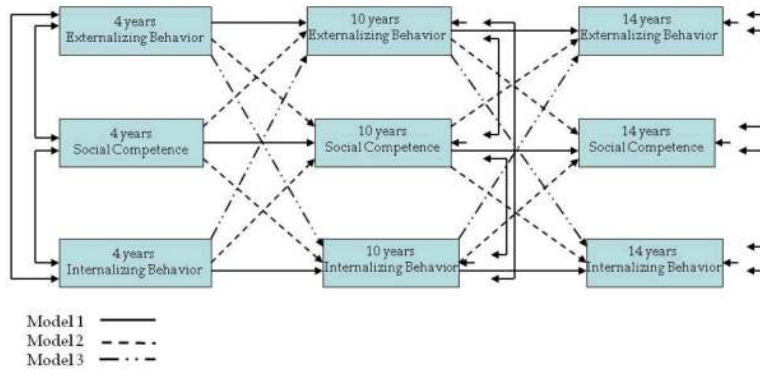 4 years
Externalizing Behavior
10 years
Externalizing Behavior
14 years
Externalizing Behavior
4 years
Social Competence
10 years
Social Competence
14 years
Social Competence
4 years
Internalizing Behavior
10 years
Internalizing Behavior
14 years
Internalizing Behavior
Model 1
Model 2
Model 3